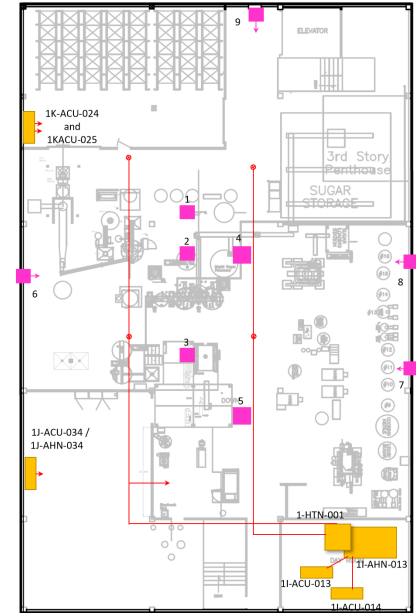 9
ELEVATOR
1K-ACU-024
and
1KACU-025
3rd Story
Penthouse
SUGAR
STORAGE
1
2
4
6
8
3
7
5
DOWN
1J-ACU-034 /
1J-AHN-034
1-HTN-001
1I-AHN-013
1I-ACU-013
1I-ACU-014